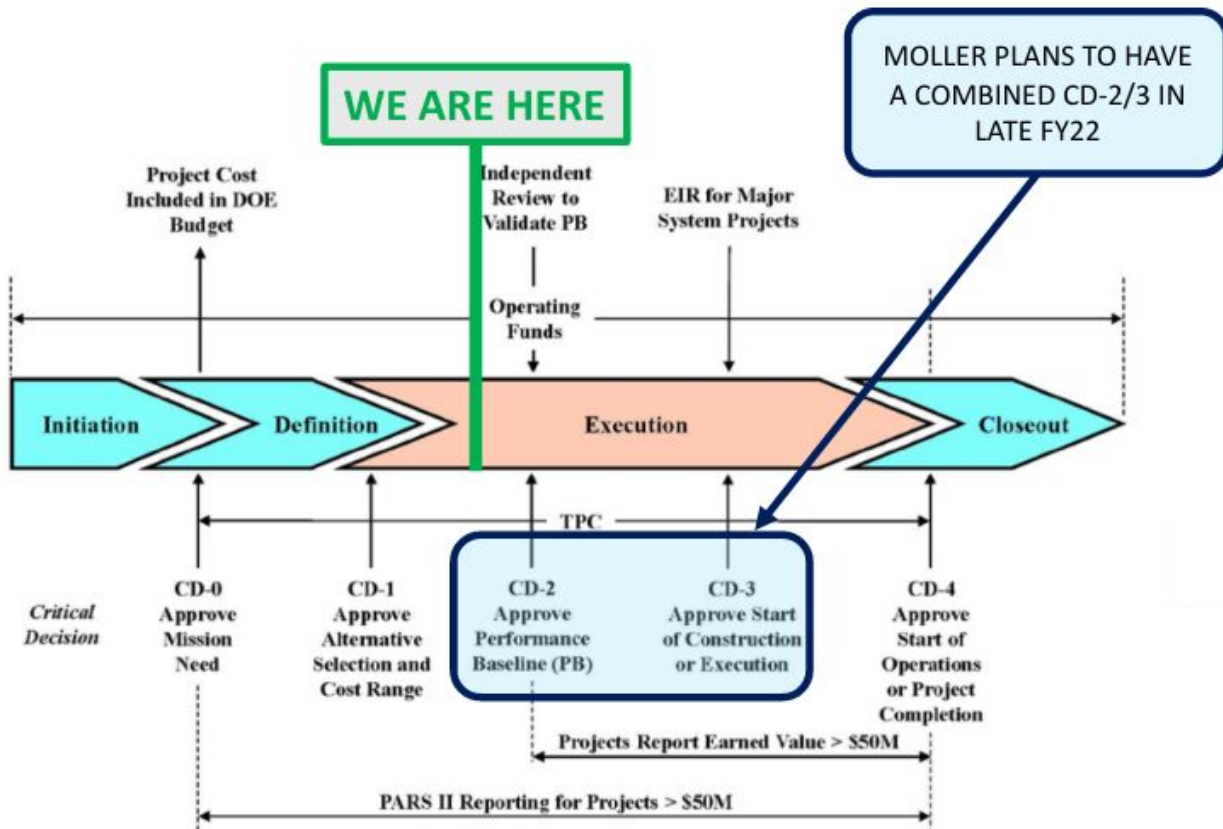 WE ARE HERE
MOLLER PLANS TO HAVE
A COMBINED CD-2/3 IN
LATE FY22
Project Cost
Included in DOE
Budget
Independent
Review to
Validate PB
EIR for Major
System Projects
Operating
Funds
Initiation
Definition
Execution
Closeout
TPC
Critical
Decision
CD-0
Approve
Mission
Need
CD-1
Approve
Alternative
Selection and
Cost Range
CD-2
Approve
Performance
Baseline (PB)
CD-3
Approve Start
of Construction
or Execution
CD-4
Approve
Start of
Operations
or Project
Completion
Projects Report Earned Value > $50M
PARS II Reporting for Projects > $50M